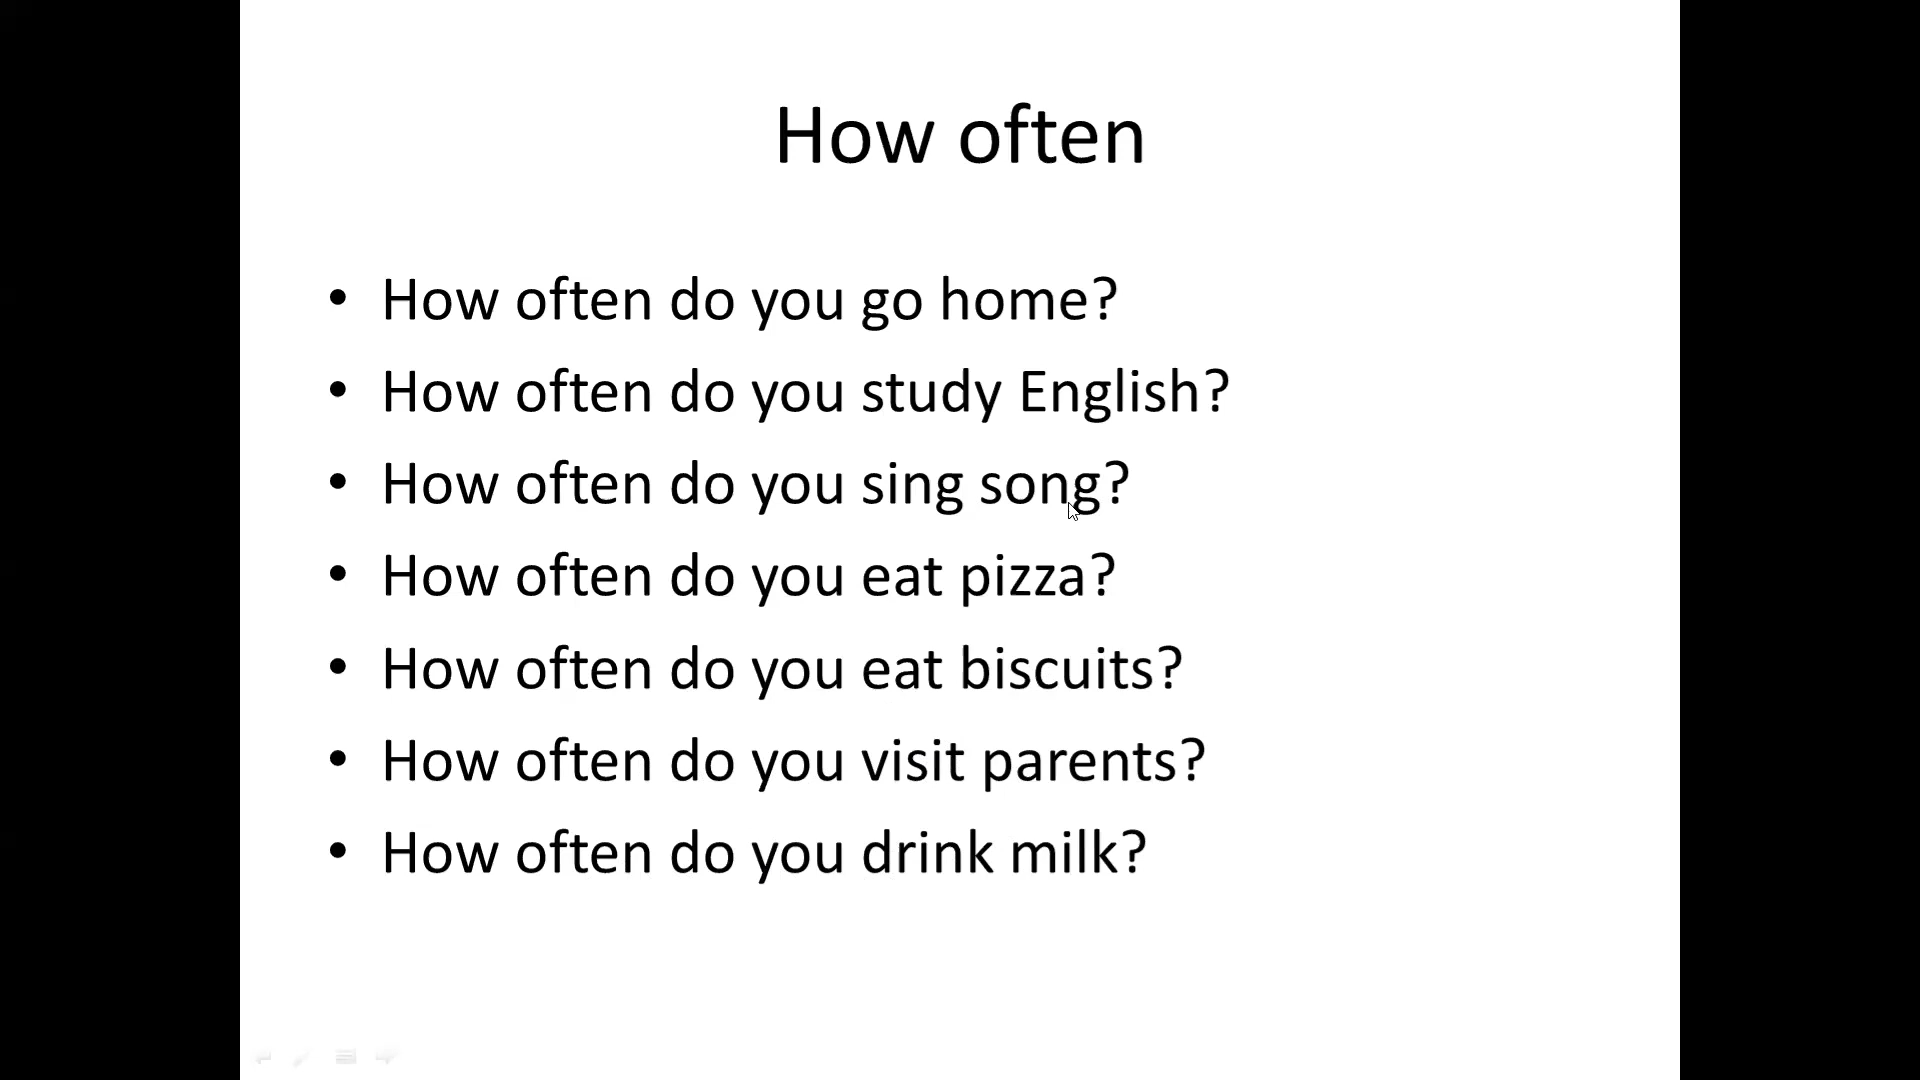 How often
• How often do you go home?
• How often do you study English?
• How often do you sing song?
• How often do you eat pizza?
• How often do you eat biscuits?
• How often do you visit parents?
• How often do you drink milk?